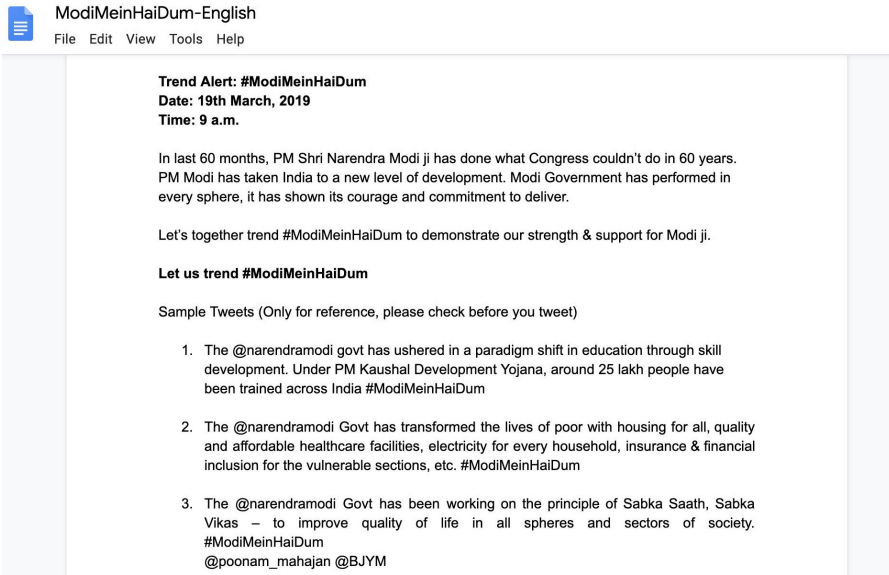 ModiMeinHaiDum-English
File Edit View Tools Help
Trend Alert: #ModiMeinHaiDum
Date: 19th March, 2019
Time: 9 a.m.
In last 60 months, PM Shri Narendra Modi ji has done what Congress couldn't do in 60 years.
PM Modi has taken India to a new level of development. Modi Government has performed in
every sphere, it has shown its courage and commitment to deliver.
Let's together trend #ModiMeinHaiDum to demonstrate our strength & support for Modi ji.
Let us trend #ModiMeinHaiDum
Sample Tweets (Only for reference, please check before you tweet)
1. The @narendramodi govt has ushered in a paradigm shift in education through skill
development. Under PM Kaushal Development Yojana, around 25 lakh people have
been trained across India #ModiMeinHaiDum
2. The @narendramodi Govt has transformed the lives of poor with housing for all, quality
and affordable healthcare facilities, electricity for every household, insurance & financial
inclusion for the vulnerable sections, etc. #ModiMeinHaiDum
3. The @narendramodi Govt has been working on the principle of Sabka Saath, Sabka
Vikas – to improve quality of life in all spheres and sectors of society.
#ModiMeinHaiDum
@poonam_mahajan @BJYM